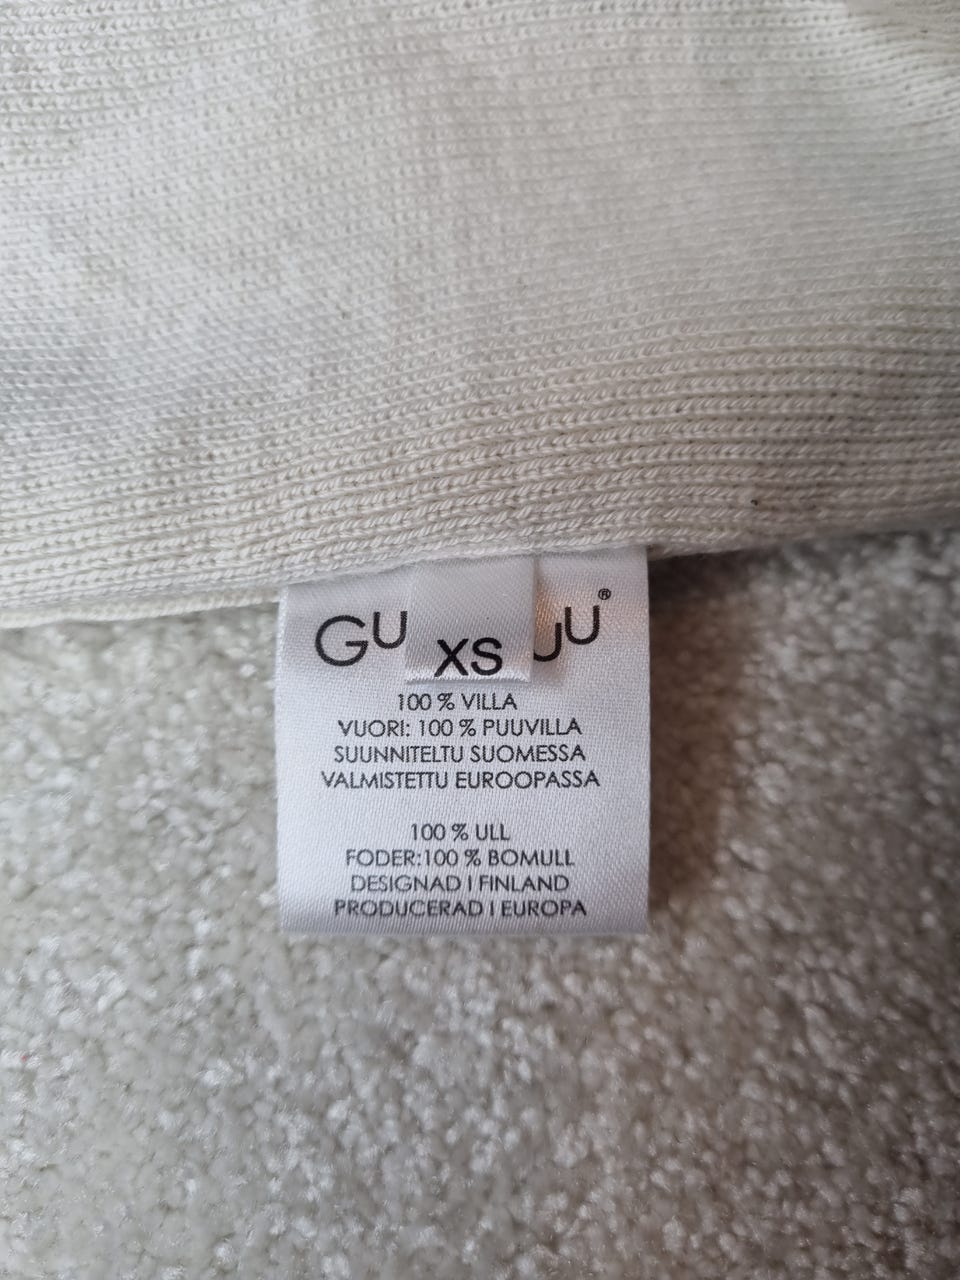 GU UU®
XS
100 % VILLA
VUORI: 100 % PUUVILLA
SUUNNITELTU SUOMESSA
VALMISTETTU EUROOPASSA
100 % ULL
FODER:100 % BOMULL
DESIGNAD I FINLAND
PRODUCERAD I EUROPA